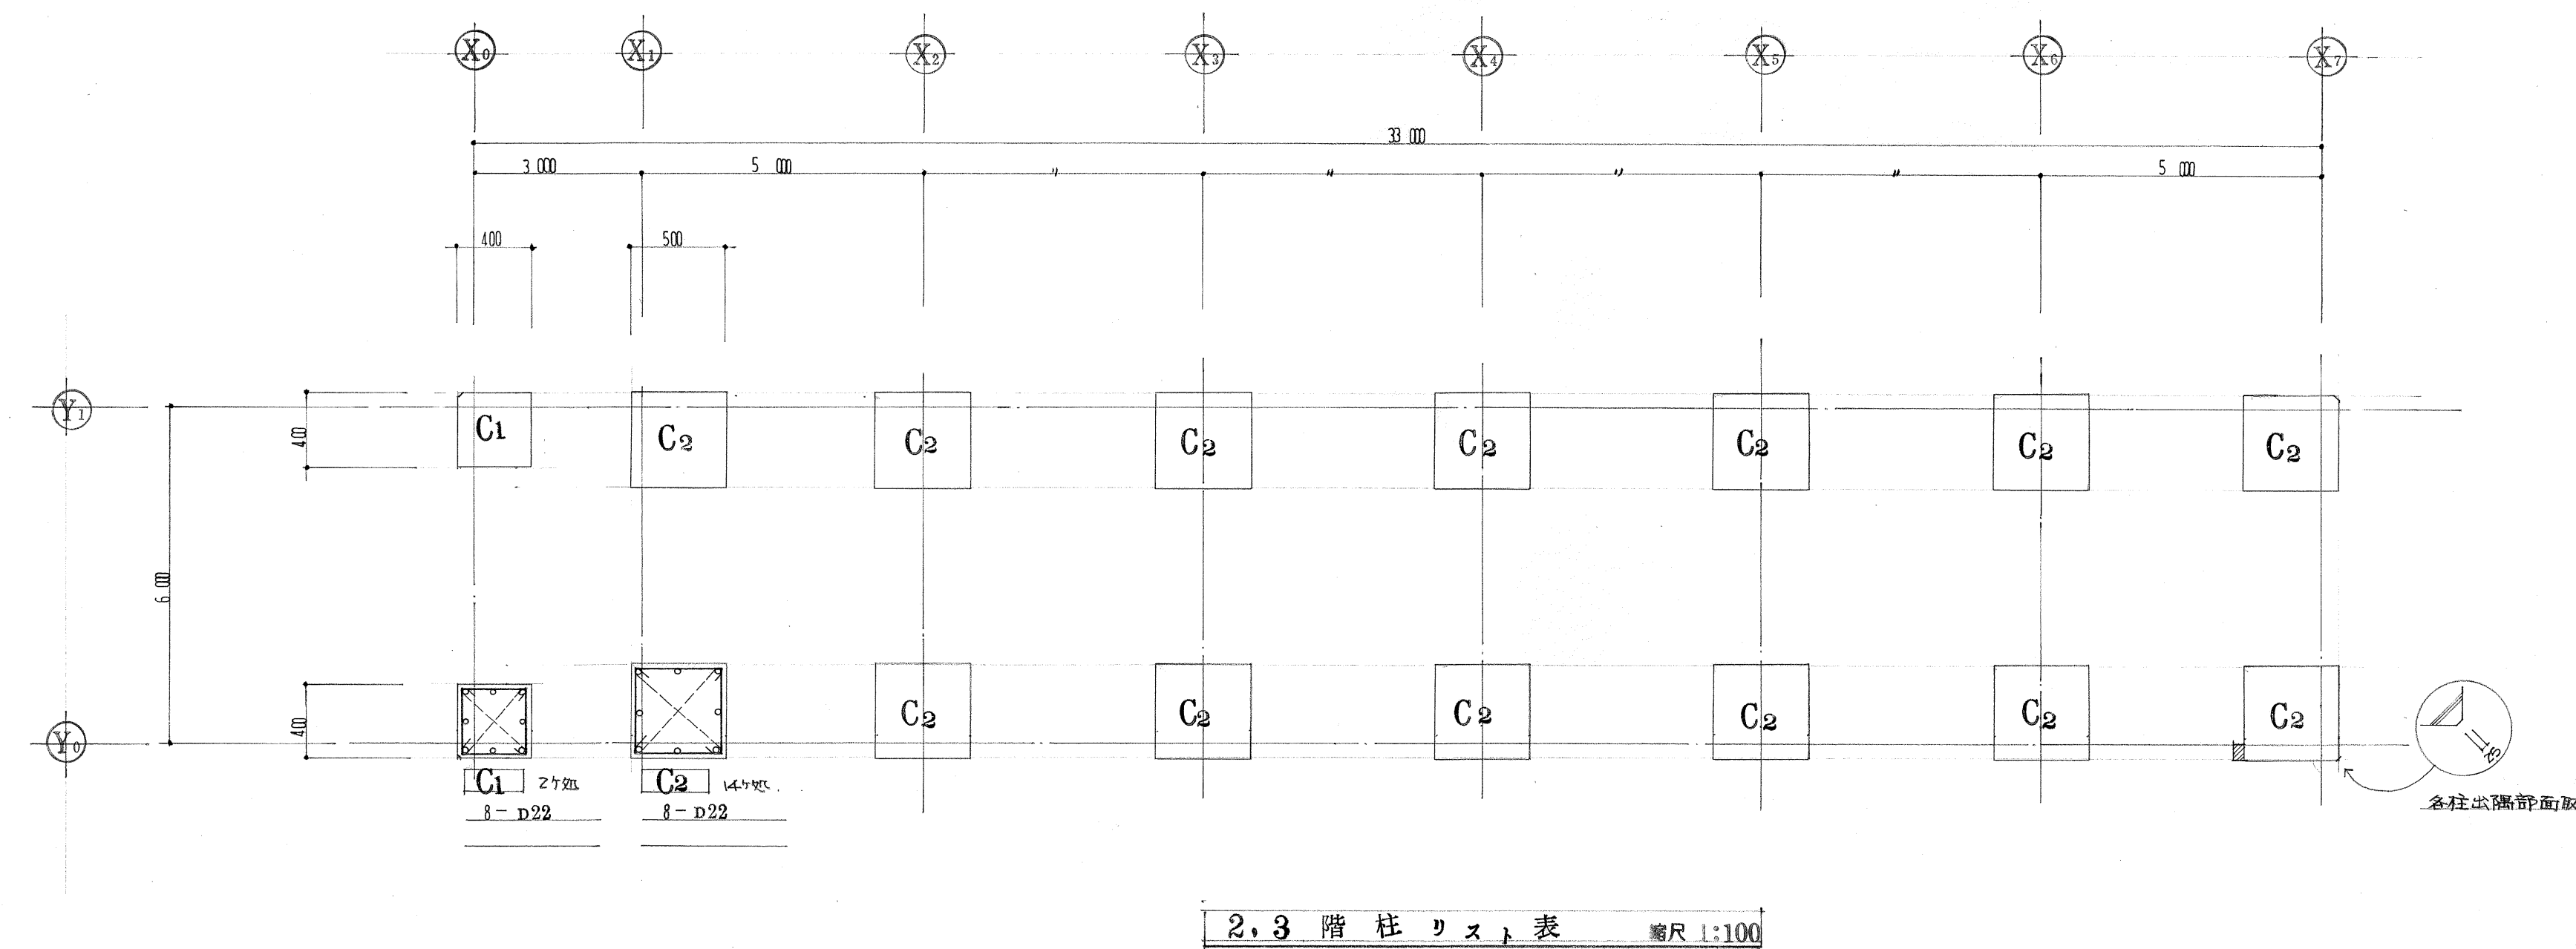 X0 X1 X2 X3 X4 X5 X6 X7
33 000
3 000 5 000 〃 〃 〃 〃 5 000
400 500
Y1
400
C1 C2 C2 C2 C2 C2 C2 C2
6 000
Y0
400
C2 C2 C2 C2 C2 C2
25
C1 2ケ処 C2 14ケ処.
8-D22 8-D22
各柱出隅部面取
2,3 階 柱 リスト 表 縮尺 1:100